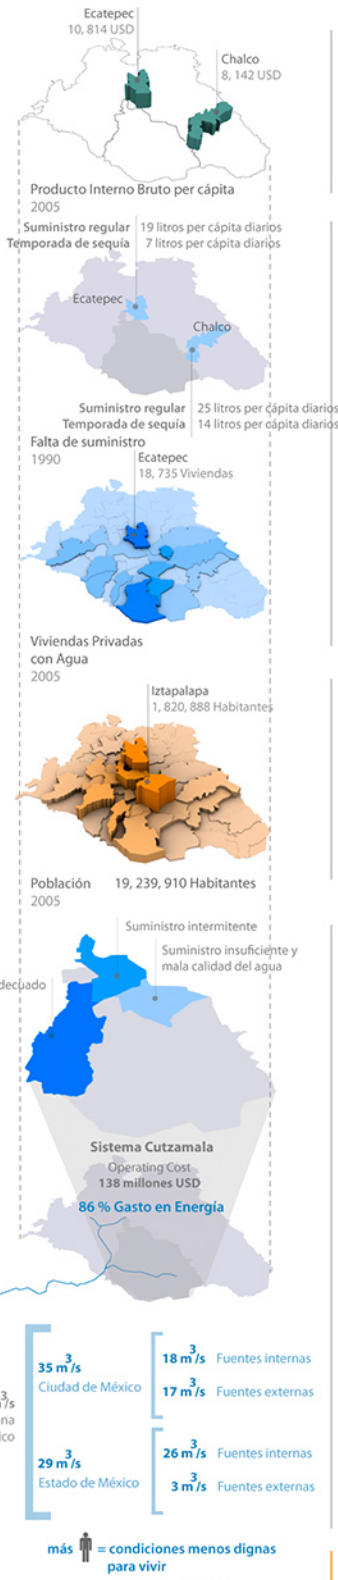 Ecatepec
10, 814 USD
Chalco
8, 142 USD
Producto Interno Bruto per cápita
2005
Suministro regular 19 litros per cápita diarios
Temporada de sequía 7 litros per cápita diarios
Ecatepec
Chalco
Suministro regular 25 litros per cápita diarios
Temporada de sequía 14 litros per cápita diarios
Falta de suministro
1990
Ecatepec
18, 735 Viviendas
Viviendas Privadas
con Agua
2005
Iztapalapa
1, 820, 888 Habitantes
Población 19, 239, 910 Habitantes
2005
Suministro intermitente
Suministro insuficiente y
mala calidad del agua
decuado
Sistema Cutzamala
Operating Cost
138 millones USD
86 % Gasto en Energía
35 m³/s
Ciudad de México
18 m³/s Fuentes internas
17 m³/s Fuentes externas
³/s
na
ico
29 m³/s
Estado de México
26 m³/s Fuentes internas
3 m³/s Fuentes externas
más = condiciones menos dignas
para vivir